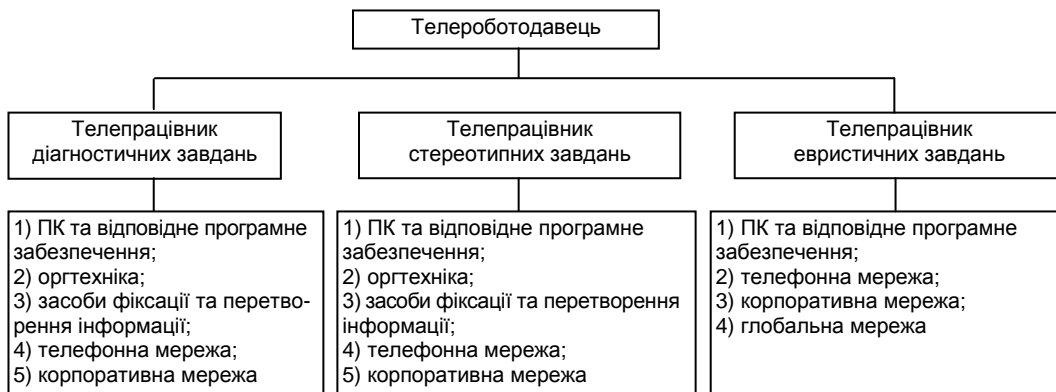 Телероботодавець
Телепрацівник
діагностичних завдань
Телепрацівник
стереотипних завдань
Телепрацівник
евристичних завдань
1) ПК та відповідне програмне
забезпечення;
2) оргтехніка;
3) засоби фіксації та перетво-
рення інформації;
4) телефонна мережа;
5) корпоративна мережа
1) ПК та відповідне програмне
забезпечення;
2) оргтехніка;
3) засоби фіксації та перетворення
інформації;
4) телефонна мережа;
5) корпоративна мережа
1) ПК та відповідне програмне
забезпечення;
2) телефонна мережа;
3) корпоративна мережа;
4) глобальна мережа